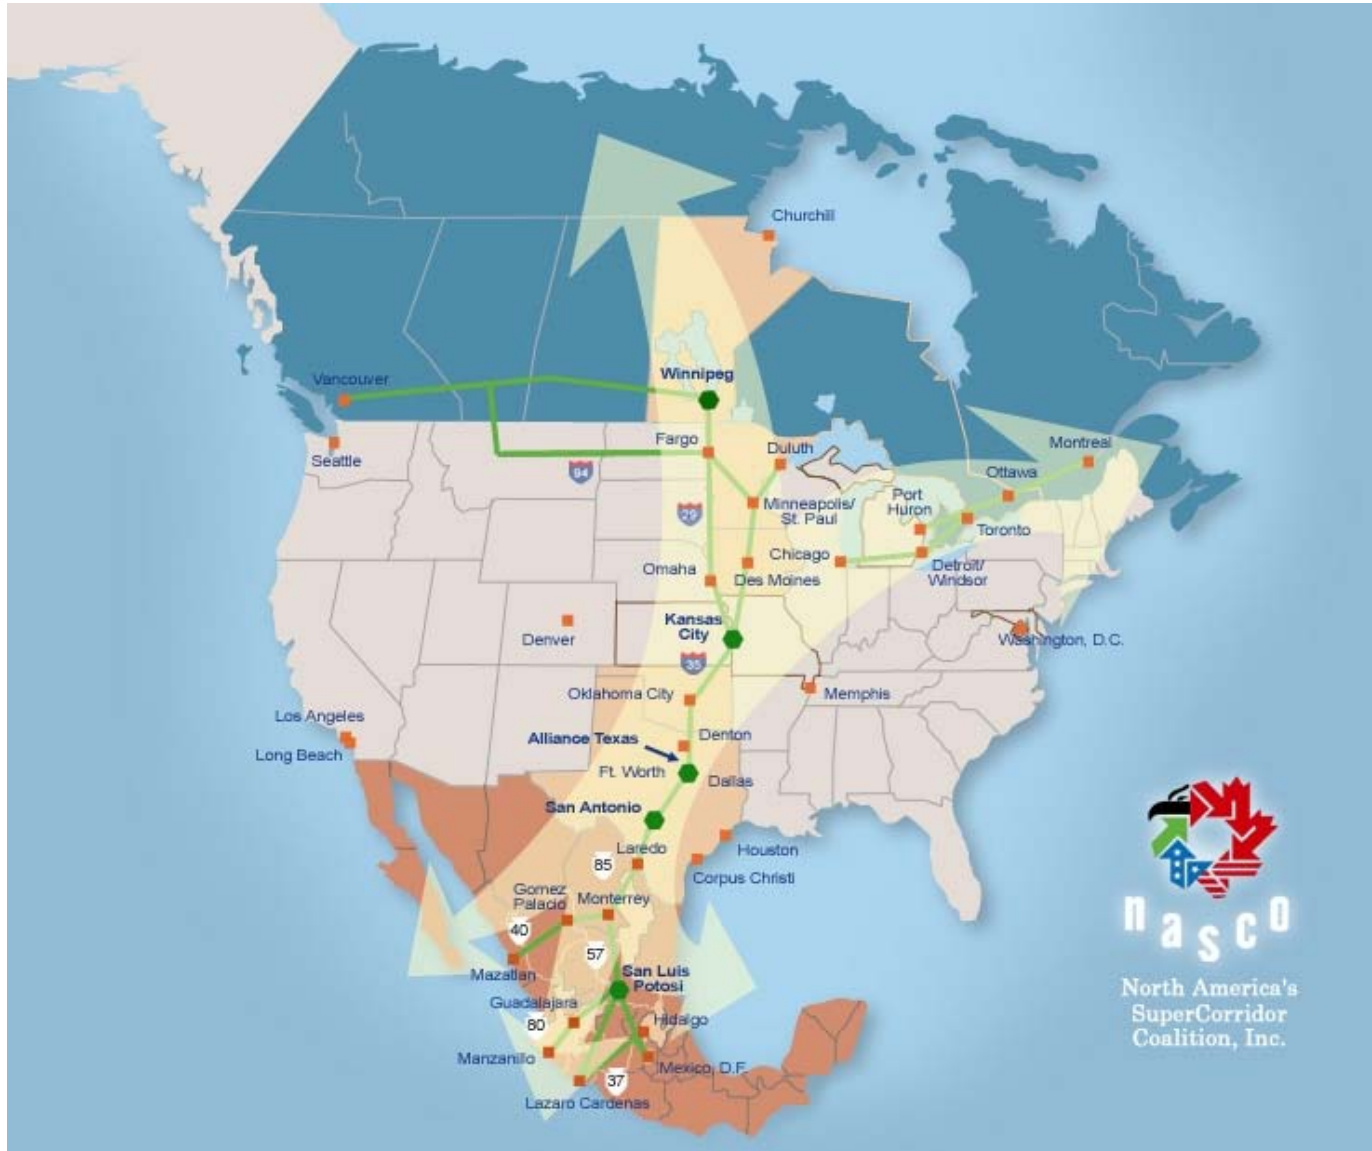 Churchill
Vancouver
Winnipeg
Seattle
Fargo
Duluth
Montreal
Ottawa
94
29
Minneapolis/
St. Paul
Port
Huron
Toronto
Chicago
Detroit/
Windsor
Omaha
Des Moines
Kansas
City
Denver
Washington, D.C.
35
Oklahoma City
Memphis
Los Angeles
Long Beach
Denton
Alliance Texas
Ft. Worth
Dallas
San Antonio
Laredo
Houston
85
Corpus Christi
Gomez
Palacio
Monterrey
40
57
Mazatlan
San Luis
Potosi
Guadalajara
80
Hidalgo
Manzanillo
Mexico, D.F.
37
Lazaro Cardenas
nasco
North America's
SuperCorridor
Coalition, Inc.